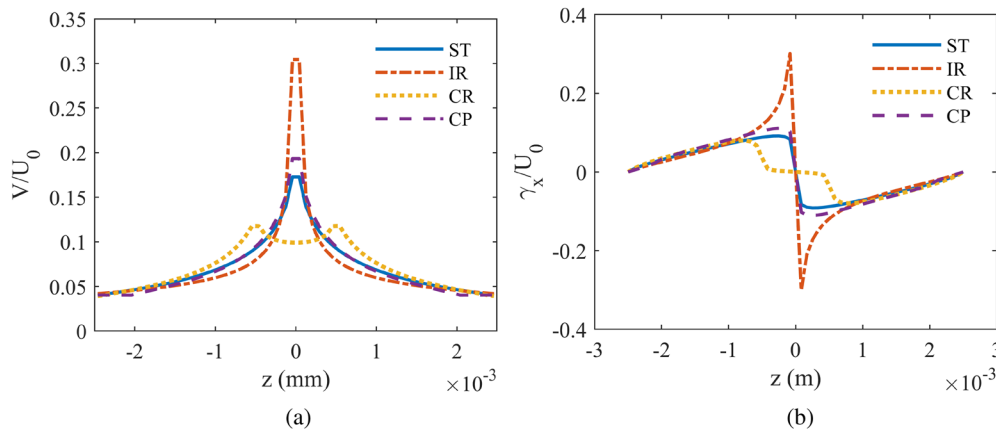 0.35
0.3
0.25
0.2
0.15
0.1
0.05
0
V/U0
-2 -1 0 1 2
z (mm)
×10-3
ST
IR
CR
CP
(a)
0.4
0.2
0
-0.2
-0.4
γx/U0
-3 -2 -1 0 1 2 3
z (m)
×10-3
ST
IR
CR
CP
(b)